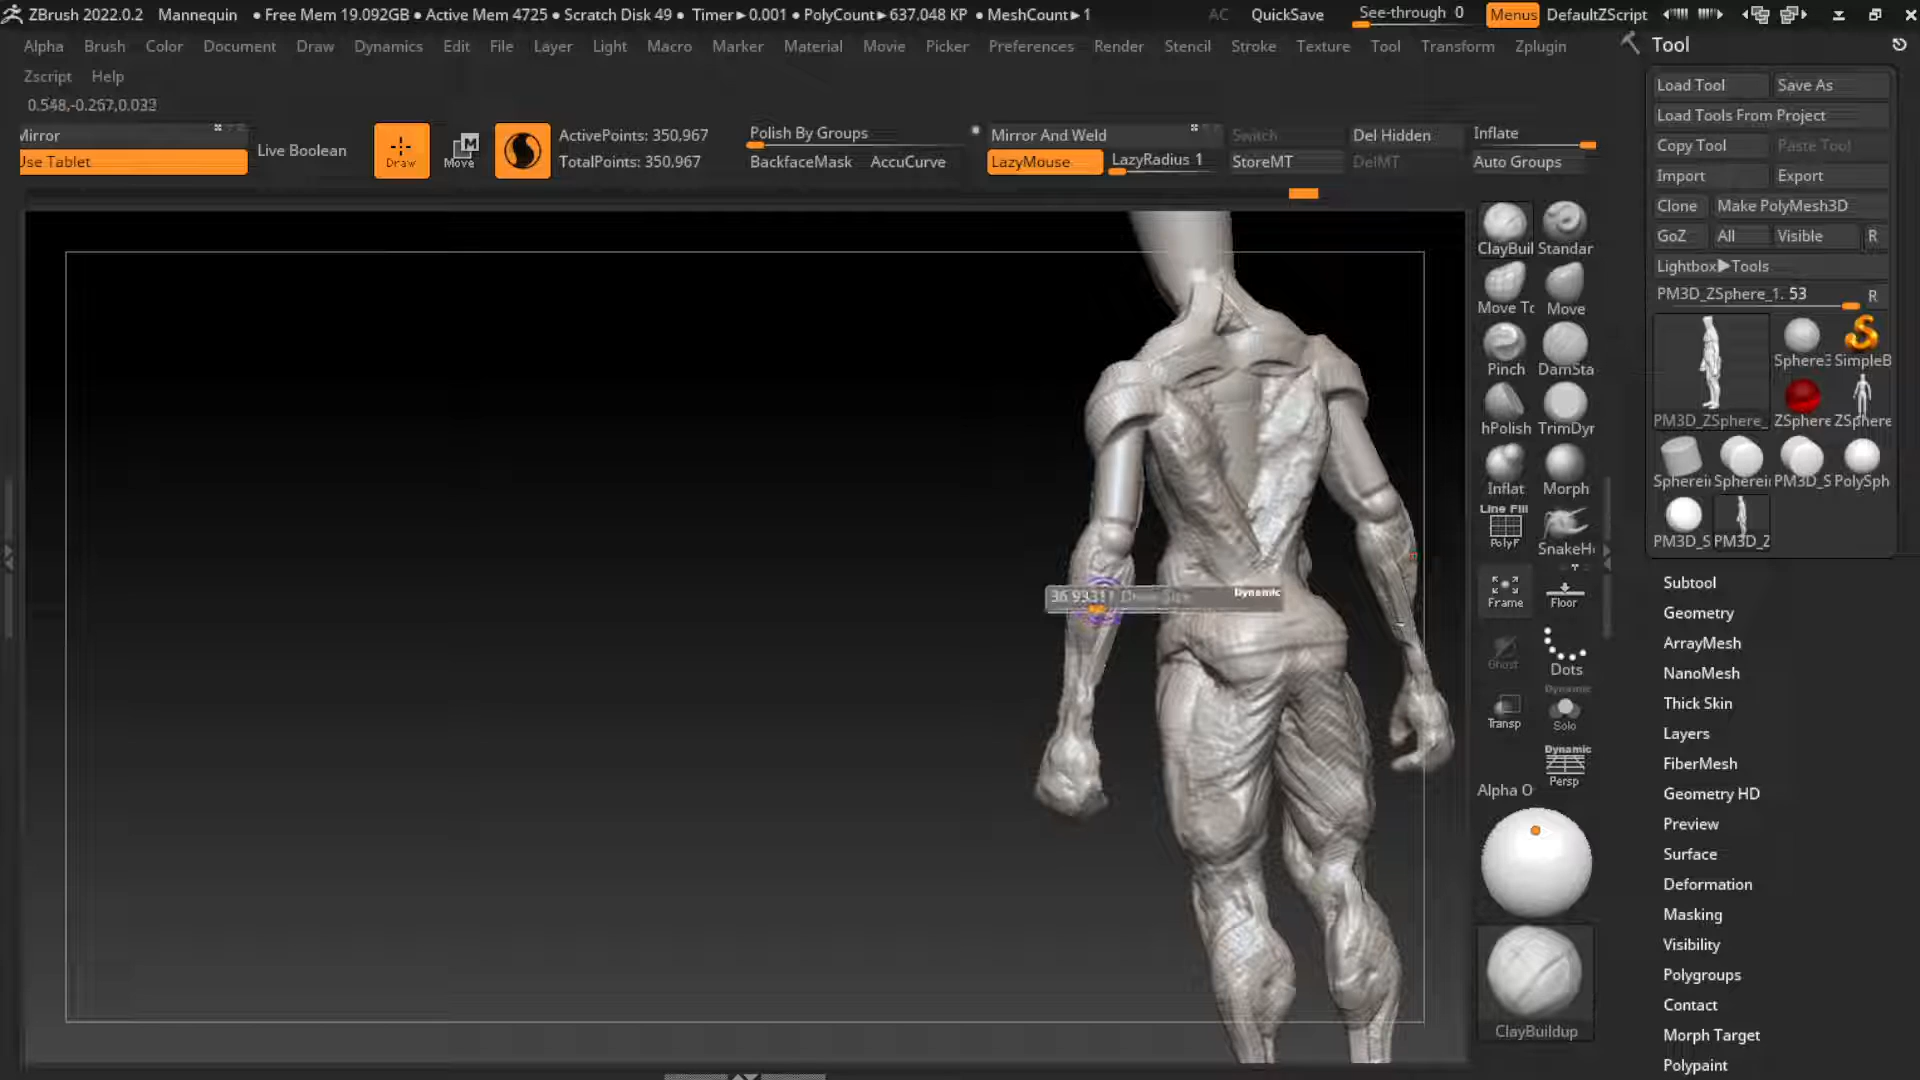 ZBrush 2022.0.2 Mannequin • Free Mem 19.092GB • Active Mem 4725 • Scratch Disk 49 • Timer▶0.001 • PolyCount▶637.048 KP • MeshCount▶1 AC QuickSave See-through 0 Menus DefaultZScript
Alpha Brush Color Document Draw Dynamics Edit File Layer Light Macro Marker Material Movie Picker Preferences Render Stencil Stroke Texture Tool Transform Zplugin
Zscript Help
0.548,-0.267,0.033
Mirror
Use Tablet
Live Boolean
Draw
Move
ActivePoints: 350,967
TotalPoints: 350,967
Polish By Groups
BackfaceMask AccuCurve
Mirror And Weld
LazyMouse LazyRadius 1
Switch
StoreMT
Del Hidden
DelMT
Inflate
Auto Groups
36.9331
Dynamic
ClayBuil Standar
Move To Move
Pinch DamSta
hPolish TrimDyr
Inflat Morph
Line Fill
PolyF
SnakeH
Frame Floor
Ghost Dots
Transp
Dynamic
Solo
Dynamic
Persp
Alpha O
ClayBuildup
Tool
Load Tool Save As
Load Tools From Project
Copy Tool Paste Tool
Import Export
Clone Make PolyMesh3D
GoZ All Visible R
Lightbox▶Tools
PM3D_ZSphere_1. 53 R
PM3D_ZSphere_
Sphere3 SimpleB
ZSphere ZSphere
Spherei Spherei PM3D_S PolySph
PM3D_S PM3D_Z
Subtool
Geometry
ArrayMesh
NanoMesh
Thick Skin
Layers
FiberMesh
Geometry HD
Preview
Surface
Deformation
Masking
Visibility
Polygroups
Contact
Morph Target
Polypaint